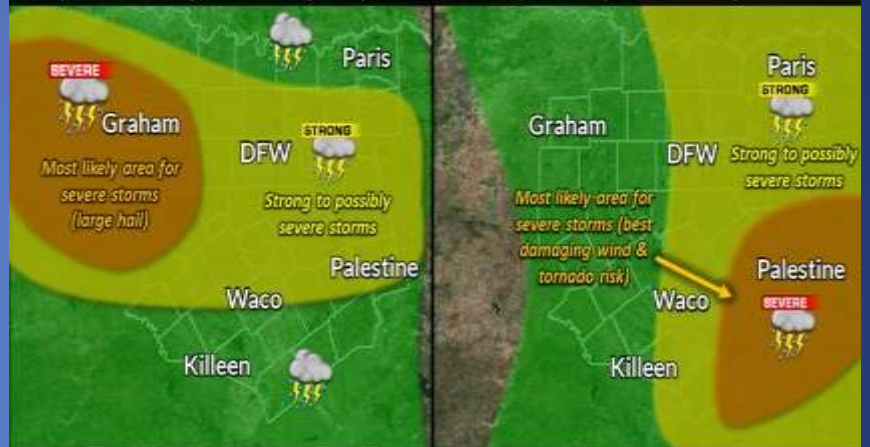 Paris
SEVERE
Graham
STRONG
DFW
Most likely area for
severe storms
(large hail)
Strong to possibly
severe storms
Palestine
Waco
Killeen
Paris
STRONG
Graham
DFW
Strong to possibly
severe storms
Most likely area for
severe storms (best
damaging wind &
tornado risk)
Palestine
SEVERE
Waco
Killeen